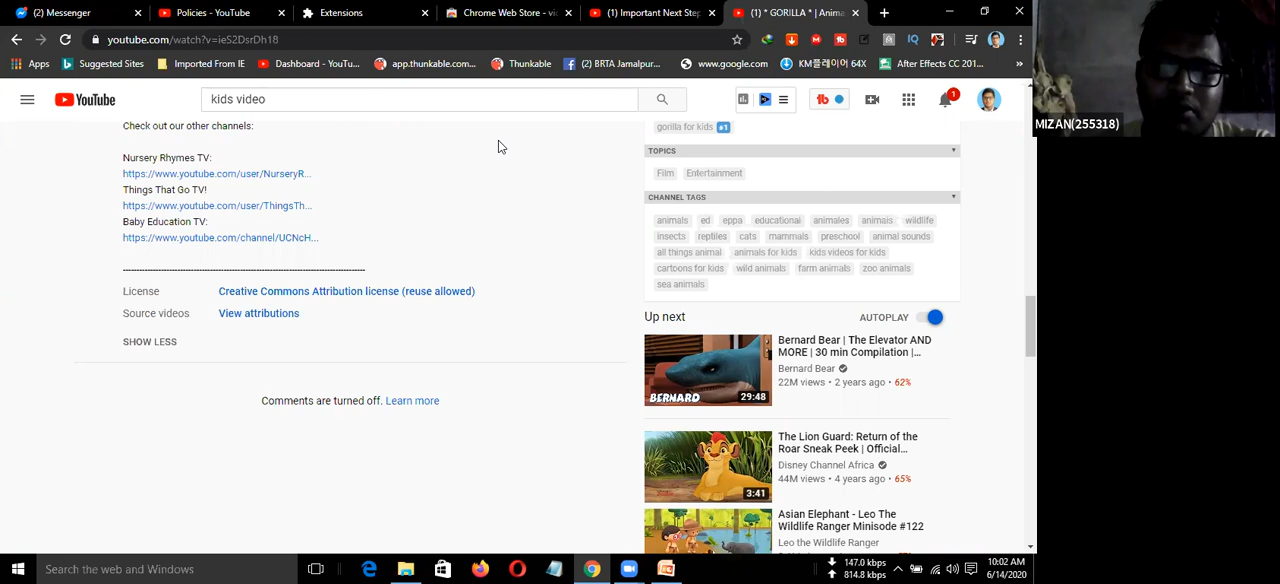 (2) Messenger
Policies - YouTube
Extensions
Chrome Web Store - vi
(1) Important Next Step
(1) * GORILLA * | Anima
youtube.com/watch?v=ieS2DsrDh18
Apps
Suggested Sites
Imported From IE
Dashboard - YouTu...
app.thunkable.com...
Thunkable
(2) BRTA Jamalpur...
www.google.com
KM플레이어 64X
After Effects CC 201...
»
YouTube
kids video
1
MIZAN(255318)
Check out our other channels:
Nursery Rhymes TV:
https://www.youtube.com/user/NurseryR...
Things That Go TV!
https://www.youtube.com/user/ThingsTh...
Baby Education TV:
https://www.youtube.com/channel/UCNcH...
License Creative Commons Attribution license (reuse allowed)
Source videos View attributions
SHOW LESS
Comments are turned off. Learn more
gorilla for kids #1
TOPICS
Film Entertainment
CHANNEL TAGS
animals ed eppa educational animales animais wildlife
insects reptiles cats mammals preschool animal sounds
all things animal animals for kids kids videos for kids
cartoons for kids wild animals farm animals zoo animals
sea animals
Up next AUTOPLAY
Bernard Bear | The Elevator AND
MORE | 30 min Compilation |...
Bernard Bear
22M views • 2 years ago • 62%
BERNARD
29:48
The Lion Guard: Return of the
Roar Sneak Peek | Official...
Disney Channel Africa
44M views • 4 years ago • 65%
3:41
Asian Elephant - Leo The
Wildlife Ranger Minisode #122
Leo the Wildlife Ranger
Search the web and Windows
147.0 kbps
814.8 kbps
10:02 AM
6/14/2020